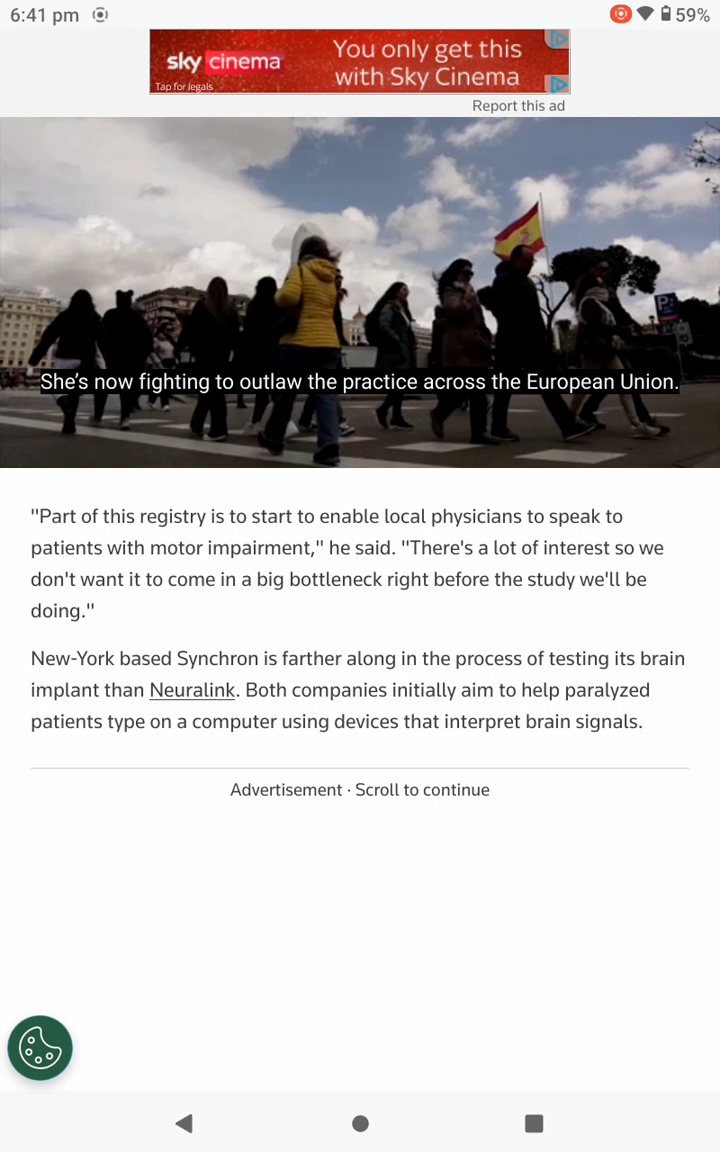 6:41 pm
59%
sky cinema
You only get this
with Sky Cinema
Tap for legals
Report this ad
P
She's now fighting to outlaw the practice across the European Union.
"Part of this registry is to start to enable local physicians to speak to
patients with motor impairment," he said. "There's a lot of interest so we
don't want it to come in a big bottleneck right before the study we'll be
doing."
New-York based Synchron is farther along in the process of testing its brain
implant than Neuralink. Both companies initially aim to help paralyzed
patients type on a computer using devices that interpret brain signals.
Advertisement · Scroll to continue